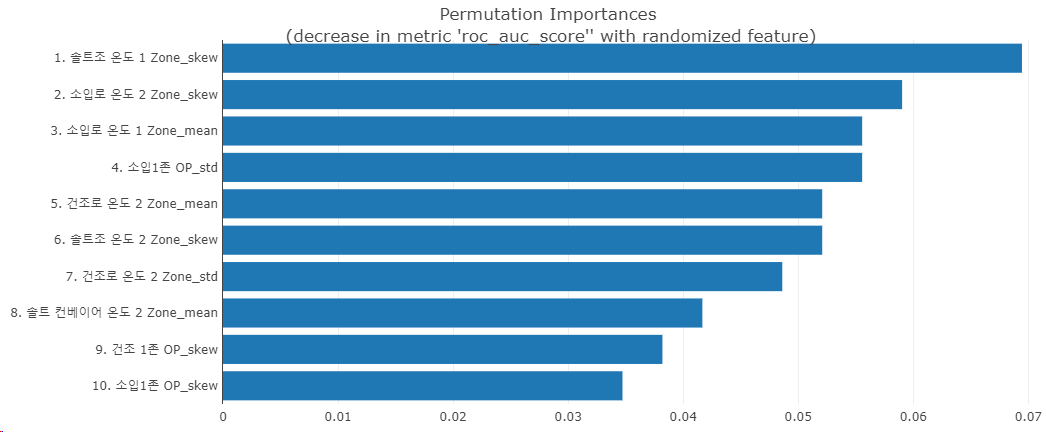 Permutation Importances
(decrease in metric 'roc_auc_score'' with randomized feature)
1. 솔트조 온도 1 Zone_skew
2. 소입로 온도 2 Zone_skew
3. 소입로 온도 1 Zone_mean
4. 소입1존 OP_std
5. 건조로 온도 2 Zone_mean
6. 솔트조 온도 2 Zone_skew
7. 건조로 온도 2 Zone_std
8. 솔트 컨베이어 온도 2 Zone_mean
9. 건조 1존 OP_skew
10. 소입1존 OP_skew
0 0.01 0.02 0.03 0.04 0.05 0.06 0.07